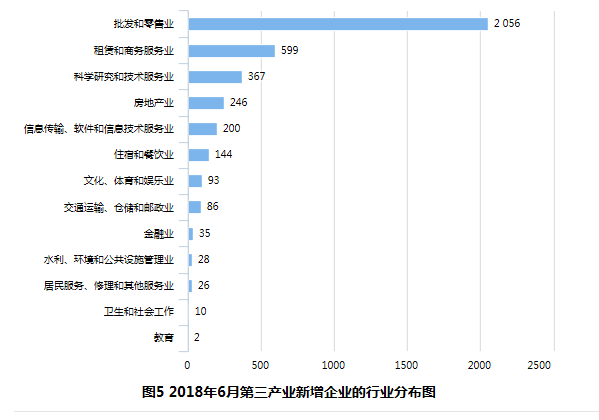 批发和零售业 2 056
租赁和商务服务业 599
科学研究和技术服务业 367
房地产业 246
信息传输、软件和信息技术服务业 200
住宿和餐饮业 144
文化、体育和娱乐业 93
交通运输、仓储和邮政业 86
金融业 35
水利、环境和公共设施管理业 28
居民服务、修理和其他服务业 26
卫生和社会工作 10
教育 2
0 500 1000 1500 2000 2500
图5 2018年6月第三产业新增企业的行业分布图